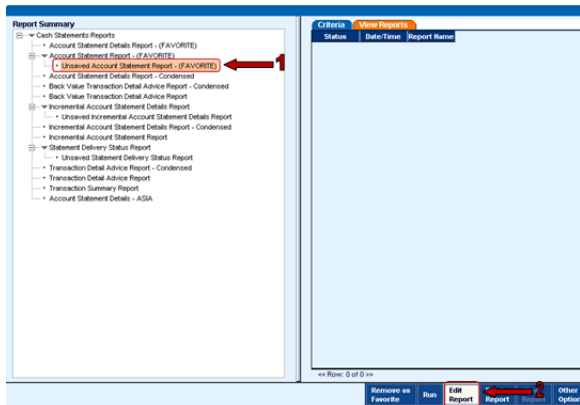 Report Summary
Cash Statements Reports
Account Statement Details Report - (FAVORITE)
Account Statement Report - (FAVORITE)
Unsaved Account Statement Report - (FAVORITE)
1
Account Statement Details Report - Condensed
Back Value Transaction Detail Advice Report - Condensed
Back Value Transaction Detail Advice Report
Incremental Account Statement Details Report
Unsaved Incremental Account Statement Details Report
Incremental Account Statement Details Report - Condensed
Incremental Account Statement Report
Statement Delivery Status Report
Unsaved Statement Delivery Status Report
Transaction Detail Advice Report - Condensed
Transaction Detail Advice Report
Transaction Summary Report
Account Statement Details - ASIA
Criteria View Reports
Status Date/Time Report Name
<< Row: 0 of 0 >>
Remove as Favorite
Run
Edit Report
2
Report
Report
Other Option